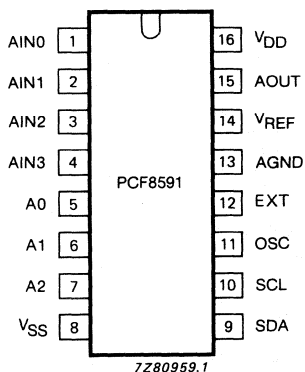 AIN0 1 16 VDD
AIN1 2 15 AOUT
AIN2 3 14 VREF
AIN3 4 13 AGND
PCF8591
A0 5 12 EXT
A1 6 11 OSC
A2 7 10 SCL
VSS 8 9 SDA
7Z80959.1